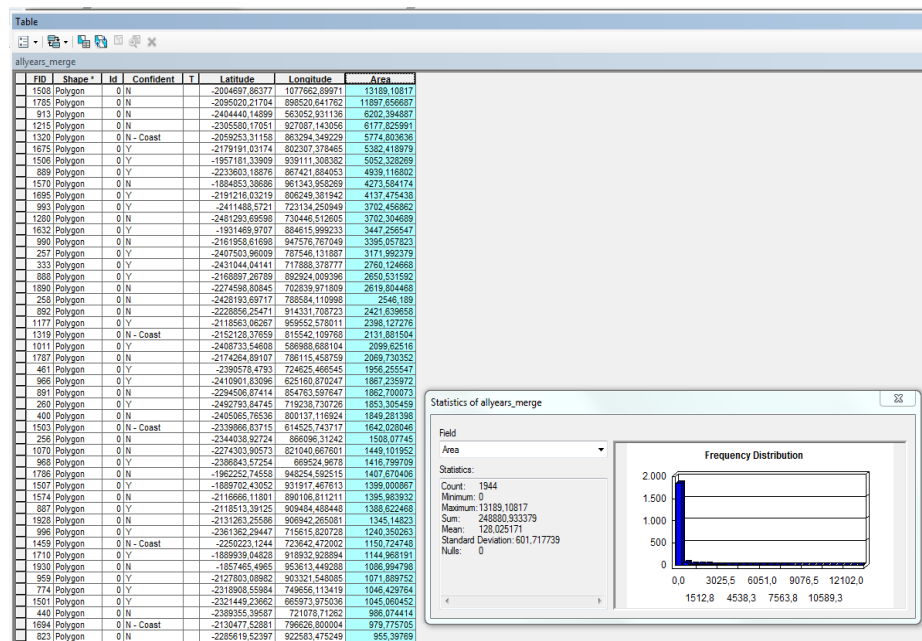 Table
allyears_merge
FID Shape * Id Confident T Latitude Longitude Area
1508 Polygon 0 N -2004697,86377 1077662,89971 13189,10817
1785 Polygon 0 N -2095020,21704 898520,641762 11897,656687
913 Polygon 0 N -2404440,14899 563052,931136 6202,394887
1215 Polygon 0 N -2305580,17051 927087,143056 6177,825991
1320 Polygon 0 N - Coast -2059253,31158 863294,349229 5774,803636
1675 Polygon 0 Y -2179191,03174 802307,378465 5382,418979
1506 Polygon 0 Y -1957181,33909 939111,308382 5052,328269
889 Polygon 0 Y -2233603,18876 867421,884053 4939,116802
1570 Polygon 0 N -1884853,38686 961343,958269 4273,584174
1695 Polygon 0 Y -2191216,03219 806249,381942 4137,475438
993 Polygon 0 Y -2411488,5721 723134,250949 3702,456862
1280 Polygon 0 N -2481293,69598 730446,512605 3702,304689
1632 Polygon 0 Y -1931469,9707 884615,999233 3447,256547
990 Polygon 0 N -2161958,61698 947576,767049 3395,057823
257 Polygon 0 Y -2407503,96009 787546,131887 3171,992379
333 Polygon 0 Y -2431044,04141 717888,378777 2760,124668
888 Polygon 0 Y -2168897,26789 892924,009396 2650,531592
1890 Polygon 0 N -2274598,80845 702839,971809 2619,804468
258 Polygon 0 N -2428193,69717 788584,110998 2546,189
892 Polygon 0 N -2228856,25471 914331,708723 2421,639658
1177 Polygon 0 Y -2118563,06267 959552,578011 2398,127276
1319 Polygon 0 N - Coast -2152128,37659 815542,109768 2131,881504
1011 Polygon 0 Y -2408733,54608 586988,688104 2099,62516
1787 Polygon 0 N -2174264,89107 786115,458759 2069,730352
461 Polygon 0 Y -2390578,4793 724625,466545 1956,255547
966 Polygon 0 Y -2410901,83096 625160,870247 1867,235972
891 Polygon 0 N -2294506,87414 854763,597647 1862,700073
260 Polygon 0 Y -2492793,84745 719238,730726 1853,305459
400 Polygon 0 N -2405065,76536 800137,116924 1849,281398
1503 Polygon 0 N - Coast -2339866,83715 614525,743717 1642,028046
256 Polygon 0 N -2344038,92724 866096,31242 1508,07745
1070 Polygon 0 N -2274303,90573 821040,667601 1449,101952
968 Polygon 0 Y -2386843,57254 669524,9678 1416,799709
1786 Polygon 0 N -1962252,74558 948254,592515 1407,670406
1507 Polygon 0 Y -1889702,43052 931917,467613 1399,000867
1574 Polygon 0 N -2116666,11801 890106,811211 1395,983932
887 Polygon 0 Y -2118513,39125 909484,488448 1388,622468
1928 Polygon 0 N -2131263,25586 906942,265081 1345,14823
996 Polygon 0 Y -2361362,29447 715615,820728 1240,350263
1459 Polygon 0 N - Coast -2250223,1244 723642,472002 1150,724748
1710 Polygon 0 Y -1889939,04828 918932,928894 1144,968191
1930 Polygon 0 N -1857465,4965 953613,449288 1086,994798
959 Polygon 0 Y -2127803,08982 903321,548085 1071,889752
774 Polygon 0 Y -2318908,55984 749656,113419 1046,429764
1501 Polygon 0 Y -2321449,23662 665973,975036 1045,060452
440 Polygon 0 N -2389355,39587 721078,71262 986,074414
1694 Polygon 0 N - Coast -2130477,52881 796626,800004 979,775705
823 Polygon 0 N -2285619,52397 922583,475249 955,39769
Statistics of allyears_merge
Field
Area
Statistics:
Count: 1944
Minimum: 0
Maximum: 13189,10817
Sum: 248880,933379
Mean: 128,025171
Standard Deviation: 601,717739
Nulls: 0
Frequency Distribution
2.000
1.500
1.000
500
0
0,0 3025,5 6051,0 9076,5 12102,0
1512,8 4538,3 7563,8 10589,3